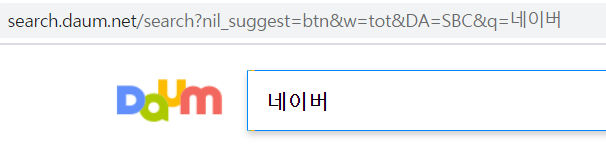 search.daum.net/search?nil_suggest=btn&w=tot&DA=SBC&q=네이버
Daum 네이버